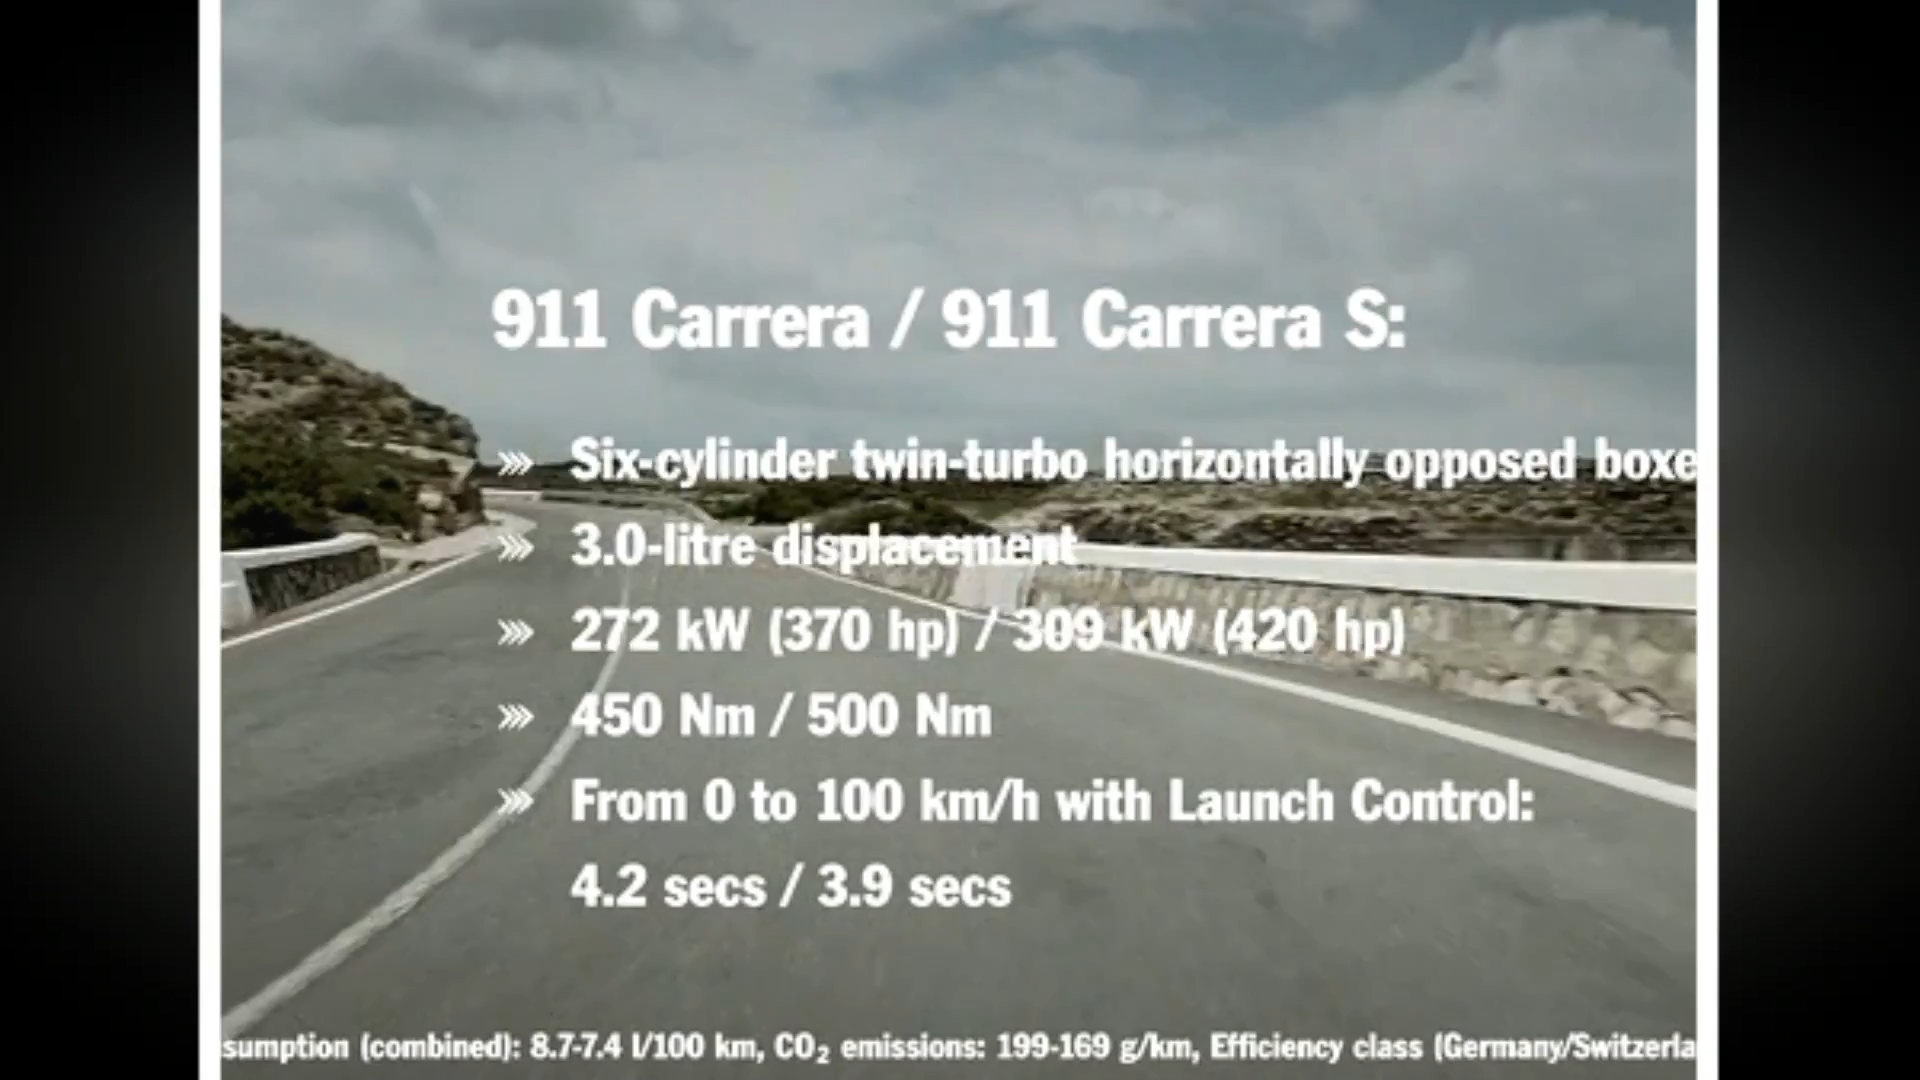 911 Carrera / 911 Carrera S:
»› Six-cylinder twin-turbo horizontally opposed boxe
»› 3.0-litre displacement
»› 272 kW (370 hp) / 309 kW (420 hp)
»› 450 Nm / 500 Nm
»› From 0 to 100 km/h with Launch Control:
4.2 secs / 3.9 secs
sumption (combined): 8.7-7.4 l/100 km, CO₂ emissions: 199-169 g/km, Efficiency class (Germany/Switzerla